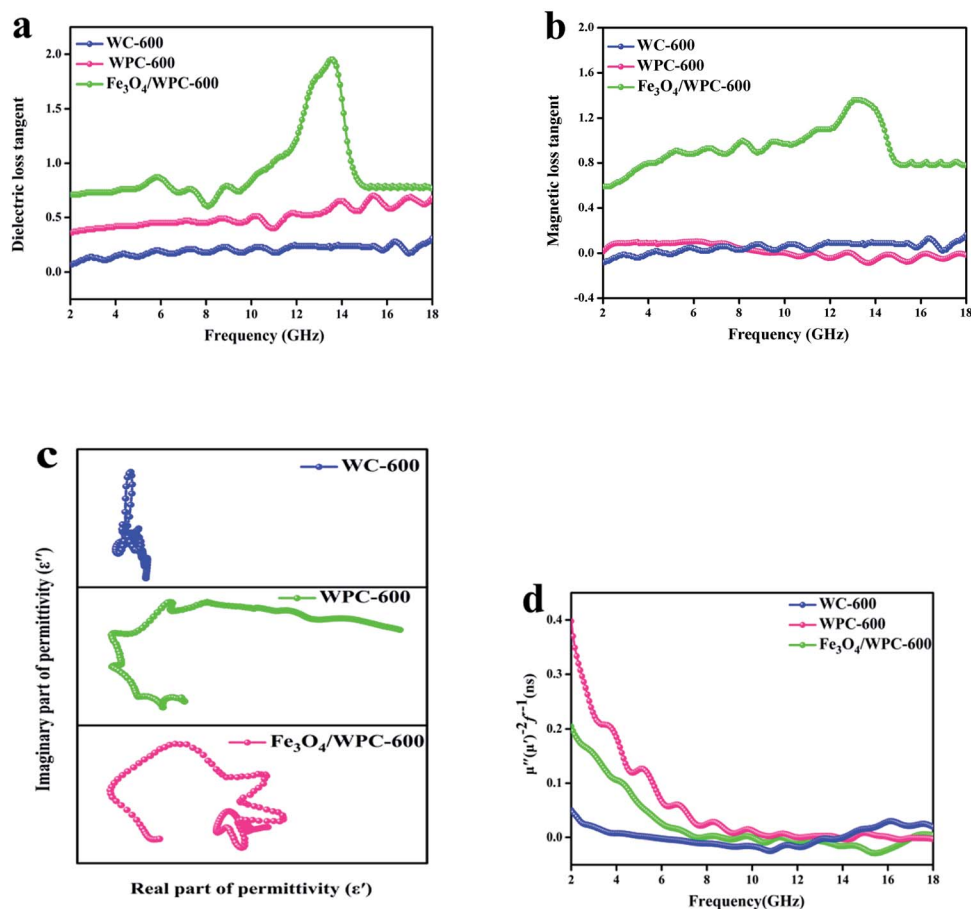 a
WC-600
WPC-600
Fe₃O₄/WPC-600
Dielectric loss tangent
2.0
1.5
1.0
0.5
0.0
2 4 6 8 10 12 14 16 18
Frequency (GHz)
b
WC-600
WPC-600
Fe₃O₄/WPC-600
Magnetic loss tangent
2.0
1.6
1.2
0.8
0.4
0.0
-0.4
2 4 6 8 10 12 14 16 18
Frequency (GHz)
c
WC-600
WPC-600
Fe₃O₄/WPC-600
Imaginary part of permittivity (ε″)
Real part of permittivity (ε′)
d
WC-600
WPC-600
Fe₃O₄/WPC-600
μ″(μ′)⁻²f⁻¹(ns)
0.4
0.3
0.2
0.1
0.0
2 4 6 8 10 12 14 16 18
Frequency(GHz)